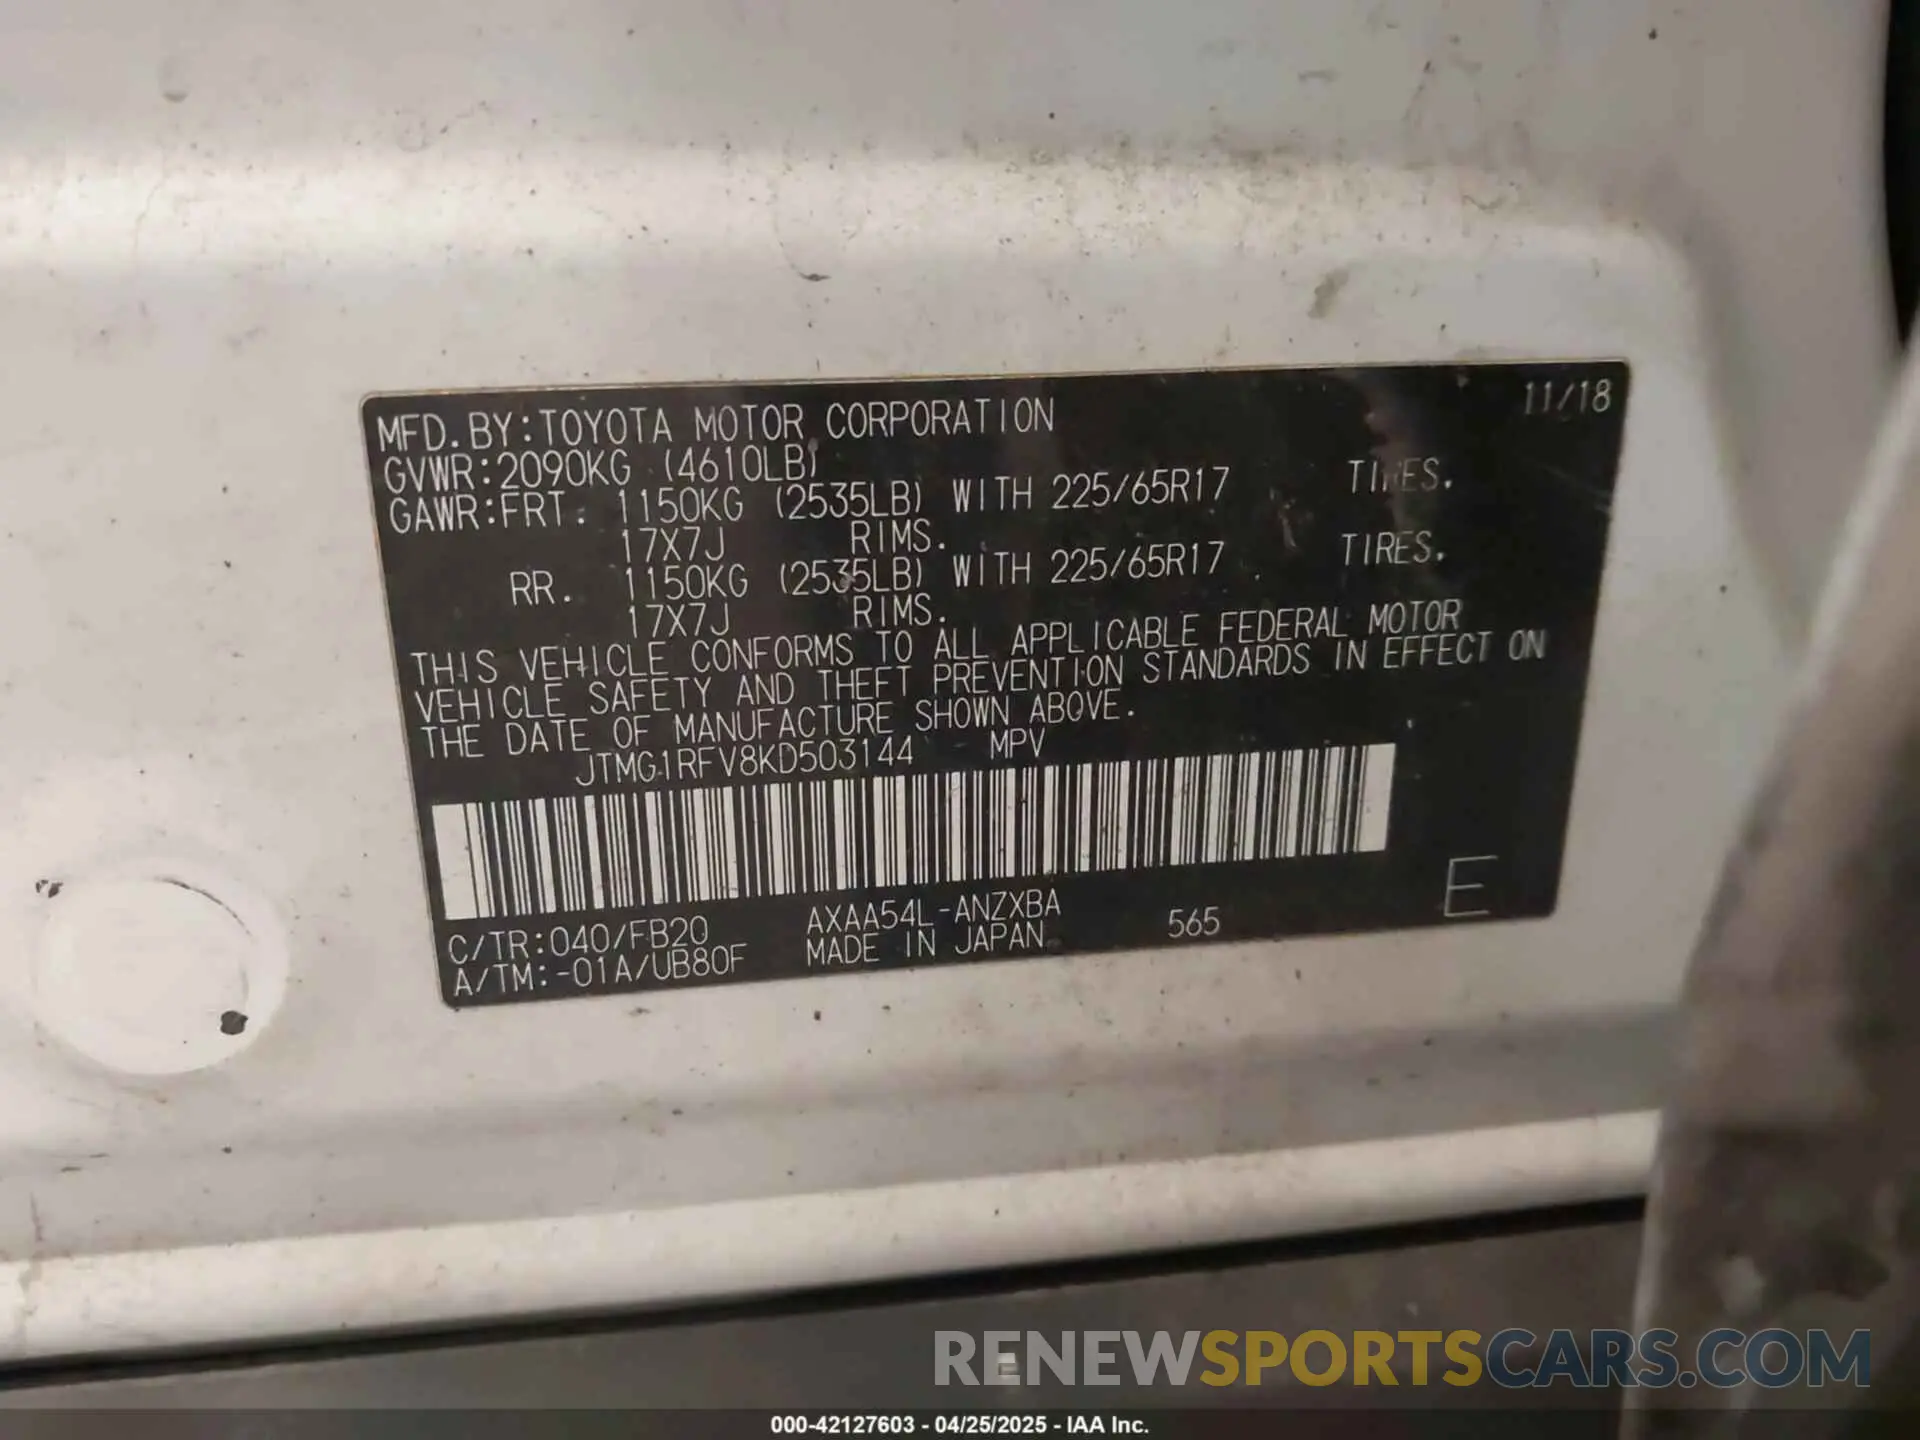 11/18
MFD.BY:TOYOTA MOTOR CORPORATION
GVWR:2090KG (4610LB)
GAWR:FRT. 1150KG (2535LB) WITH 225/65R17 TIRES.
17X7J RIMS.
RR. 1150KG (2535LB) WITH 225/65R17 TIRES.
17X7J RIMS.
THIS VEHICLE CONFORMS TO ALL APPLICABLE FEDERAL MOTOR
VEHICLE SAFETY AND THEFT PREVENTION STANDARDS IN EFFECT ON
THE DATE OF MANUFACTURE SHOWN ABOVE.
JTMG1RFV8KD503144 MPV
C/TR:040/FB20 AXAA54L-ANZXBA 565 E
A/TM:-01A/UB80F MADE IN JAPAN
RENEWSPORTSCARS.COM
000-42127603 - 04/25/2025 - IAA Inc.